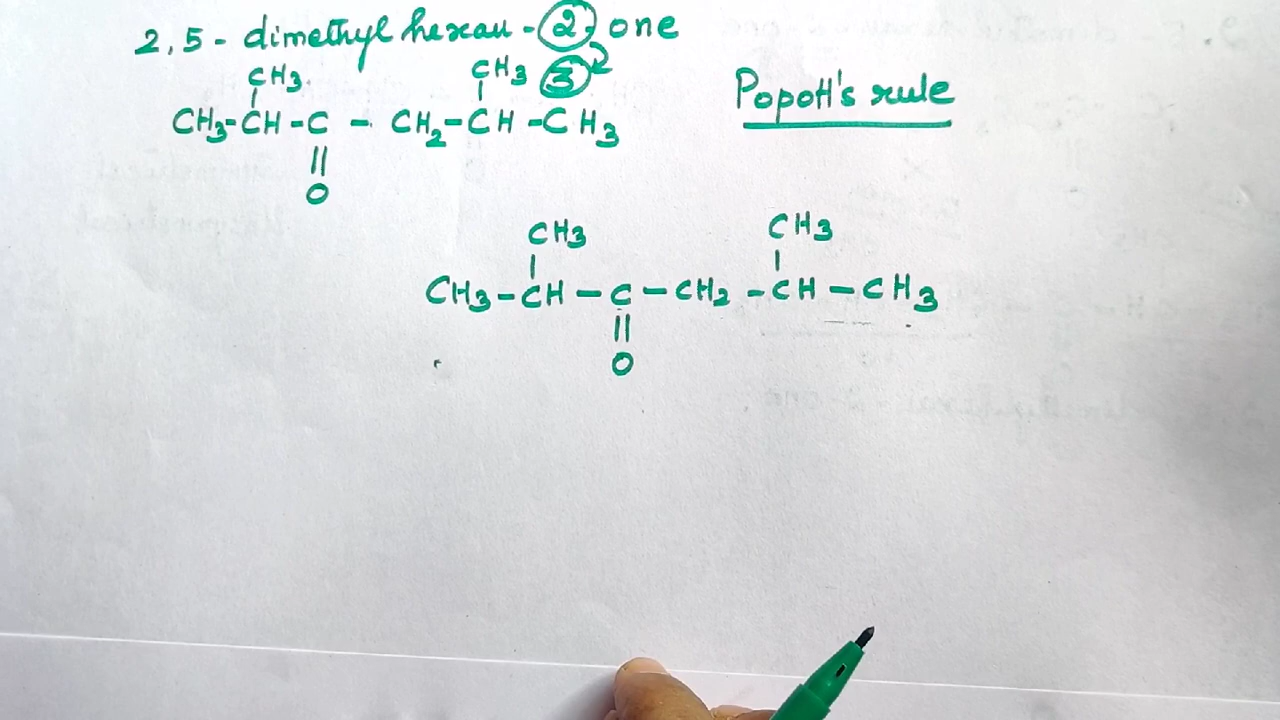 2,5 - dimethyl hexan - 2, one
3
CH3 CH3
CH3-CH-C - CH2-CH-CH3
||
O
Popoff's rule
CH3 CH3
CH3-CH-C-CH2-CH-CH3
||
O